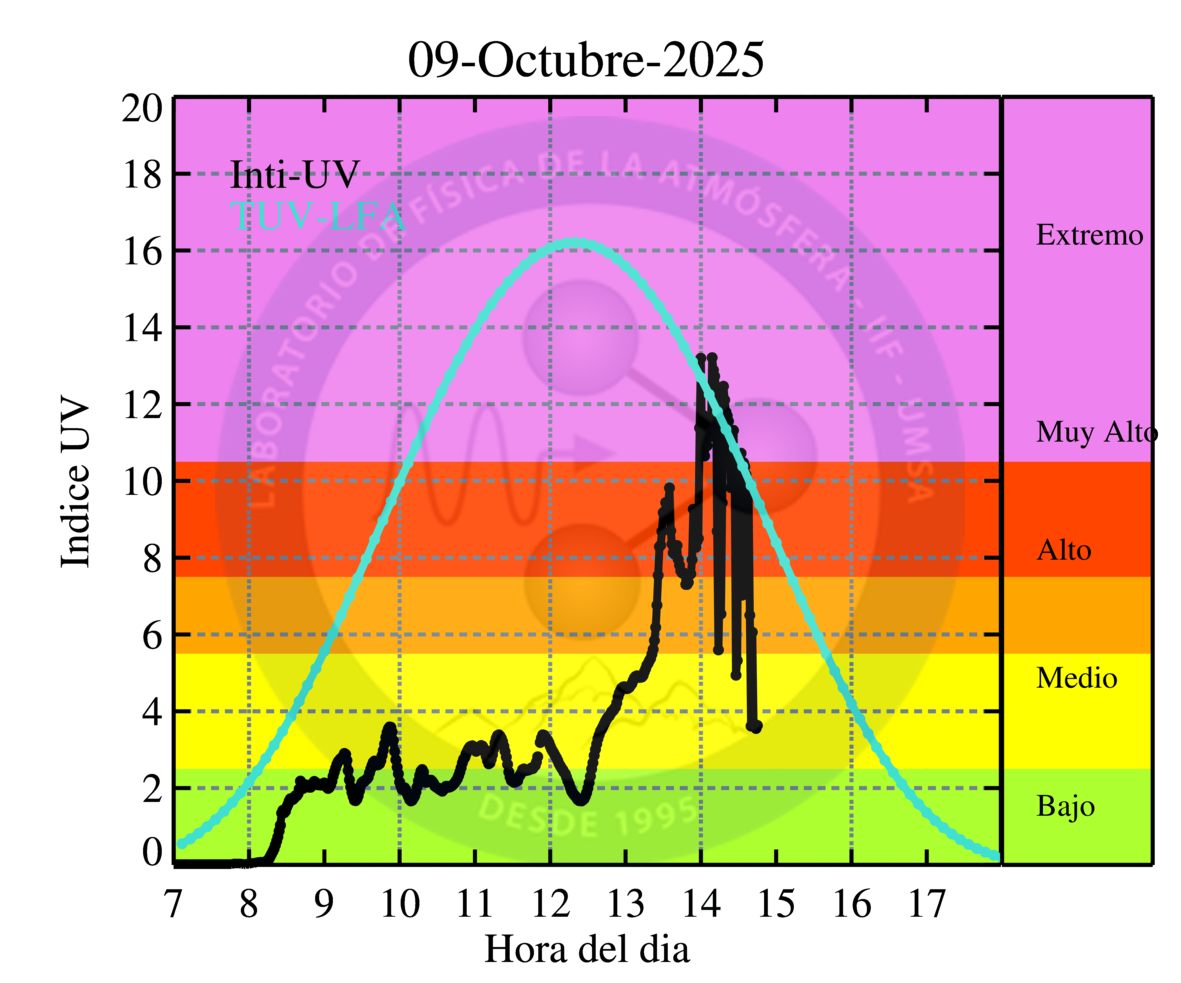 09-Octubre-2025
20
18
16
14
12
10
8
6
4
2
0
Indice UV
Inti-UV
TUV-LFA
LABORATORIO DE FÍSICA DE LA ATMÓSFERA - IIF - UMSA
DESDE 1995
Extremo
Muy Alto
Alto
Medio
Bajo
7 8 9 10 11 12 13 14 15 16 17
Hora del dia